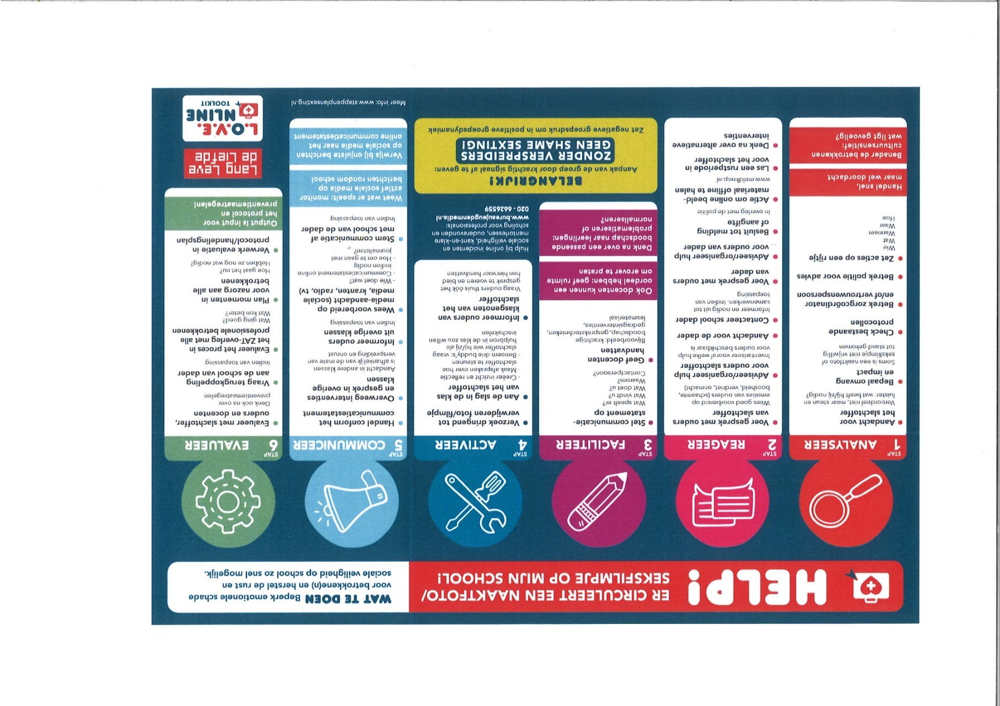 HELP!
ER CIRCULEERT EEN NAAKTFOTO/
SEKSFILMPJE OP MIJN SCHOOL!
WAT TE DOEN Beperk emotionele schade
voor betrokkene(n) en herstel de rust en
sociale veiligheid op school zo snel mogelijk.
STAP
1 ANALYSEER
• Aandacht voor
het slachtoffer
Veroordeel niet, maar steun en
luister: wat heeft hij/zij nodig?
• Bepaal omvang
en impact
Soms is een naaktfoto of
seksfilmpje niet vrijwillig
tot stand gekomen
• Check bestaande
protocollen
• Betrek zorgcoördinator
en/of vertrouwenspersoon
• Betrek politie voor advies
• Zet acties op een rijtje
Wie
Wat
Wanneer
Waar
Hoe
Handel snel,
maar wel doordacht
Benader de betrokkenen
cultuursensitief:
wat ligt gevoelig?
STAP
2 REAGEER
• Voer gesprek met ouders
van slachtoffer
Wees goed voorbereid op
emoties van ouders (schaamte,
boosheid, verdriet, onmacht)
• Adviseer/organiseer hulp
voor ouders slachtoffer
Inventariseer vooraf welke hulp
voor ouders beschikbaar is
• Aandacht voor de dader
• Contacteer school dader
Informeer en nodig uit tot
samenwerken. Indien van
toepassing
• Voer gesprek met ouders
van dader
• Adviseer/organiseer hulp
voor ouders van dader
• Besluit tot melding
of aangifte
In overleg met de politie
• Actie om online beeld-
materiaal offline te halen
www.meldknop.nl
• Las een rustperiode in
voor het slachtoffer
• Denk na over alternatieve
interventies
STAP
3 FACILITEER
• Stel communicatie-
statement op
Wat speelt er?
Wat vindt u?
Wat doet u?
Waarom?
Contactpersoon?
• Geef docenten
handvatten
Bijvoorbeeld: krachtige
boodschap, gesprekstechnieken,
gedragsinterventies,
lesmateriaal
Ook docenten kunnen een
oordeel hebben: geef ruimte
om erover te praten
Denk na over een passende
boodschap naar leerlingen:
problematiseren of
normaliseren?
STAP
4 ACTIVEER
• Verzoek dringend tot
verwijderen foto/filmpje
• Aan de slag in de klas
van het slachtoffer
- Creëer inzicht en reflectie
- Maak afspraken over hoe
slachtoffer te steunen
- Benoem drie buddy's: vraag
slachtoffer wie hij/zij als
hulpbron in de klas zou willen
inschakelen
• Informeer ouders van
klasgenoten van het
slachtoffer
Vraag ouders thuis óók het
gesprek te voeren en bied
hen hiervoor handvatten
Hulp bij online incidenten en
sociale veiligheid, kant-en-klare
mentorlessen, ouderavonden en
scholing voor professionals:
www.bureaujeugdenmedia.nl
020 - 6626559
BELANGRIJK!
Aanpak van de groep door krachtig signaal af te geven:
ZONDER VERSPREIDERS
GEEN SHAME SEXTING!
Zet negatieve groepsdruk om in positieve groepsdynamiek
STAP
5 COMMUNICEER
• Handel conform het
communicatiestatement
• Overweeg interventies
en gesprek in overige
klassen
Aandacht in andere klassen
is afhankelijk van de mate van
verspreiding en onrust
• Informeer ouders
uit overige klassen
Indien van toepassing
• Wees voorbereid op
media-aandacht (sociale
media, kranten, radio, tv)
- Wie doet wat?
- Communicatiestatement online
indien nodig
- Hoe om te gaan met
journalisten?
• Stem communicatie af
met school van de dader
Indien van toepassing
Weet wat er speelt: monitor
actief sociale media op
berichten rondom school
Verwijs bij onjuiste berichten
op sociale media naar het
online communicatiestatement
Meer info: www.stappenplansexting.nl
STAP
6 EVALUEER
• Evalueer met slachtoffer,
ouders en docenten
Denk ook na over
preventiemaatregelen
• Vraag terugkoppeling
aan de school van dader
Indien van toepassing
• Evalueer het proces in
het ZAT-overleg met alle
professionele betrokkenen
Wat ging goed?
Wat kon beter?
• Plan momenten in
voor nazorg aan alle
betrokkenen
Hoe gaat het nu?
Hebben ze nog wat nodig?
• Verwerk evaluatie in
protocol/handelingsplan
Output is input voor
het protocol en
preventiemaatregelen!
Lang Leve
de Liefde
L.O.V.E.
NLINE
TOOLKIT